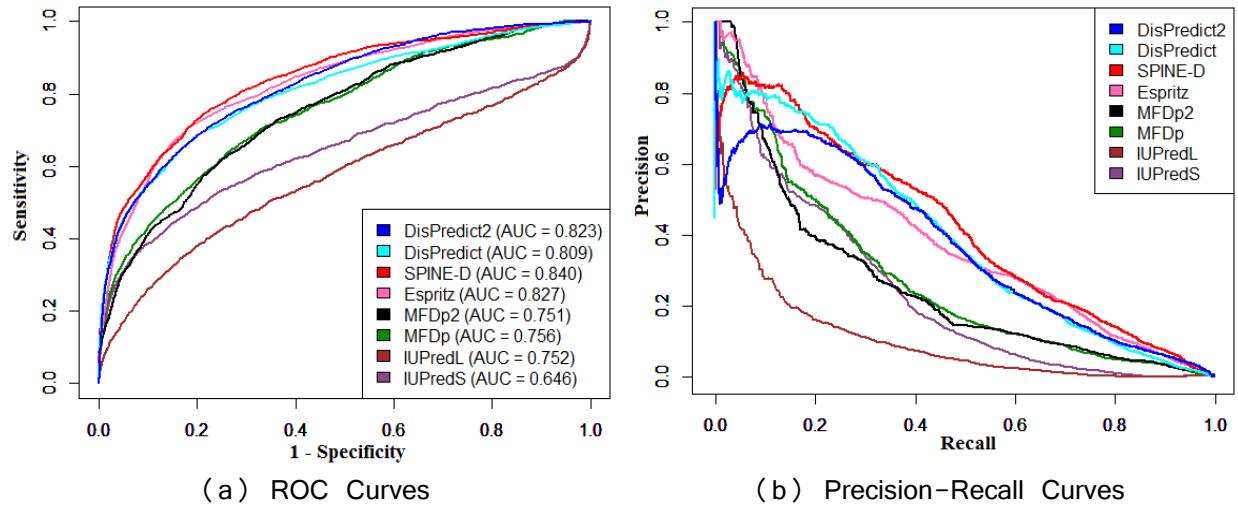 Sensitivity
1.0
0.8
0.6
0.4
0.2
0.0
DisPredict2 (AUC = 0.823)
DisPredict (AUC = 0.809)
SPINE-D (AUC = 0.840)
Espritz (AUC = 0.827)
MFDp2 (AUC = 0.751)
MFDp (AUC = 0.756)
IUPredL (AUC = 0.752)
IUPredS (AUC = 0.646)
0.0 0.2 0.4 0.6 0.8 1.0
1 - Specificity
(a) ROC Curves
Precision
1.0
0.8
0.6
0.4
0.2
0.0
DisPredict2
DisPredict
SPINE-D
Espritz
MFDp2
MFDp
IUPredL
IUPredS
0.0 0.2 0.4 0.6 0.8 1.0
Recall
(b) Precision-Recall Curves